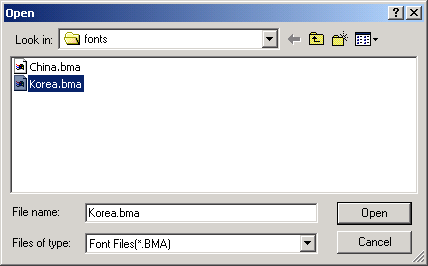 Open
Look in: fonts
China.bma
Korea.bma
File name: Korea.bma Open
Files of type: Font Files(*.BMA) Cancel